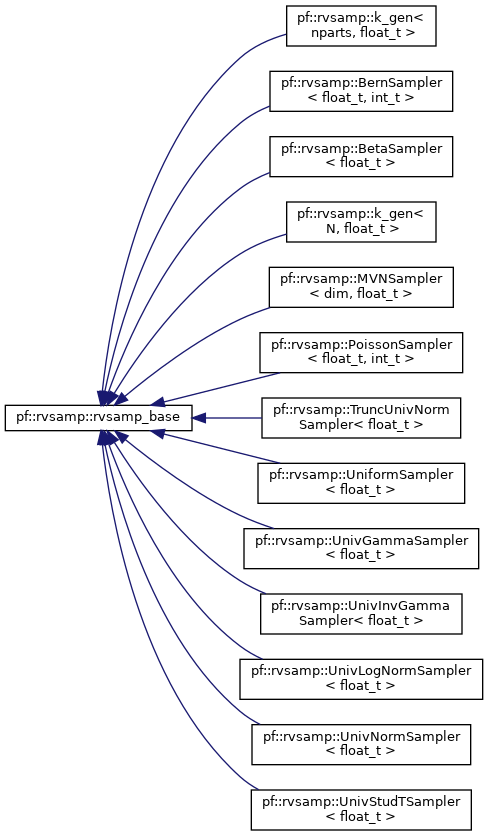 pf::rvsamp::k_gen<
nparts, float_t >
pf::rvsamp::BernSampler
< float_t, int_t >
pf::rvsamp::BetaSampler
< float_t >
pf::rvsamp::k_gen<
N, float_t >
pf::rvsamp::MVNSampler
< dim, float_t >
pf::rvsamp::PoissonSampler
< float_t, int_t >
pf::rvsamp::rvsamp_base
pf::rvsamp::TruncUnivNorm
Sampler< float_t >
pf::rvsamp::UniformSampler
< float_t >
pf::rvsamp::UnivGammaSampler
< float_t >
pf::rvsamp::UnivInvGamma
Sampler< float_t >
pf::rvsamp::UnivLogNormSampler
< float_t >
pf::rvsamp::UnivNormSampler
< float_t >
pf::rvsamp::UnivStudTSampler
< float_t >